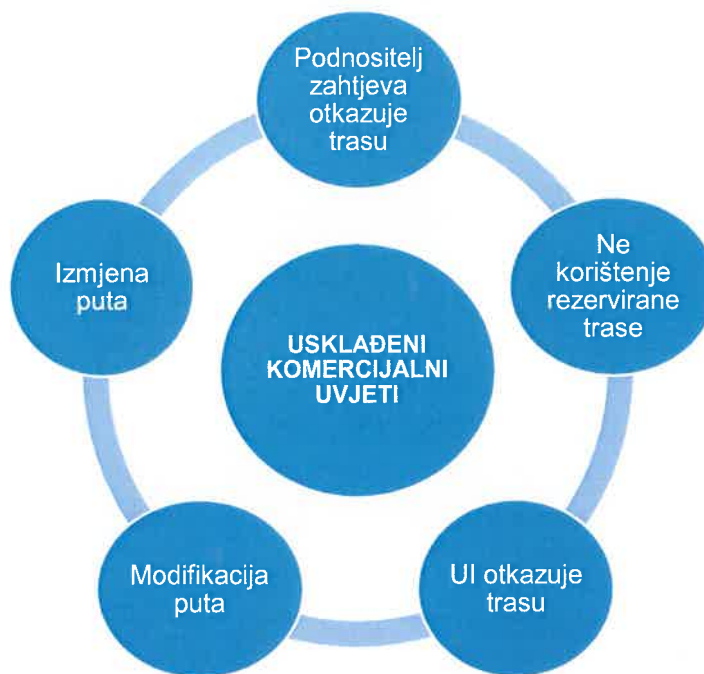 Podnositelj
zahtjeva
otkazuje
trasu
Ne
korištenje
rezervirane
trase
UI otkazuje
trasu
Modifikacija
puta
Izmjena
puta
USKLAĐENI
KOMERCIJALNI
UVJETI